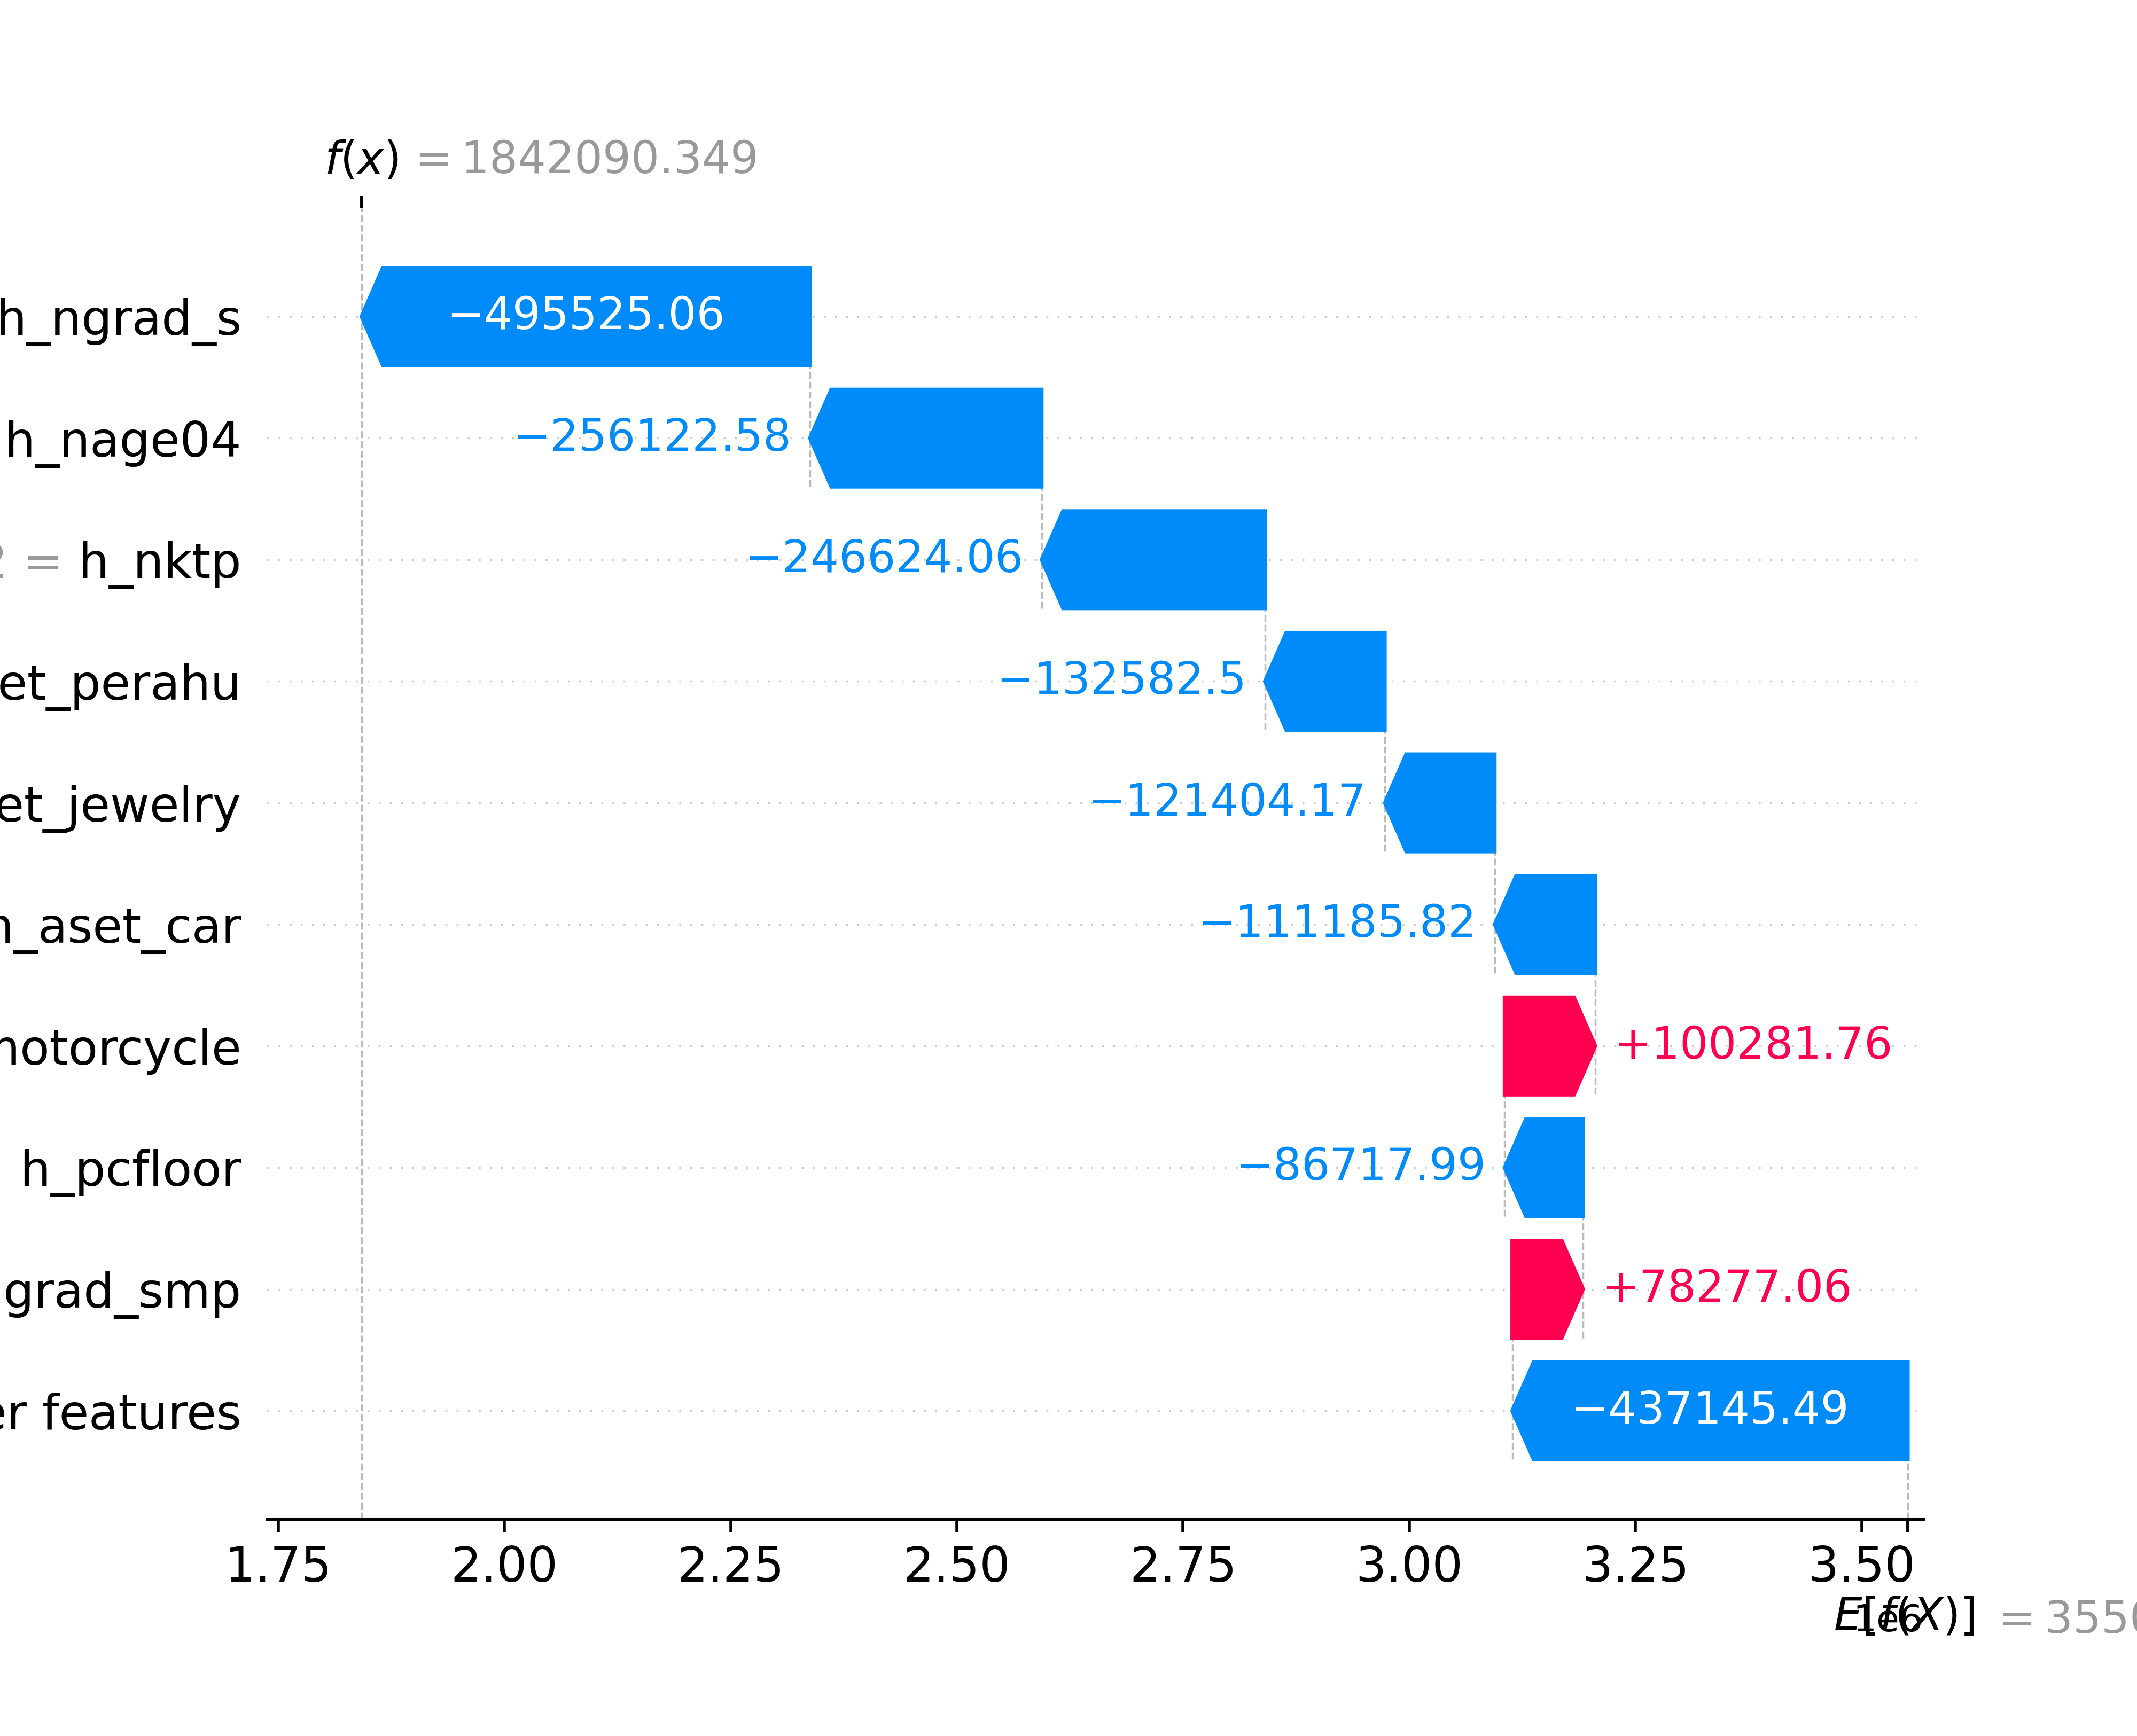 f(x) = 1842090.349
h_ngrad_s −495525.06
h_nage04 −256122.58
= h_nktp −246624.06
et_perahu −132582.5
et_jewelry −121404.17
_aset_car −111185.82
otorcycle +100281.76
h_pcfloor −86717.99
grad_smp +78277.06
r features −437145.49
1.75 2.00 2.25 2.50 2.75 3.00 3.25 3.50
1e6
E[f(X)] = 355